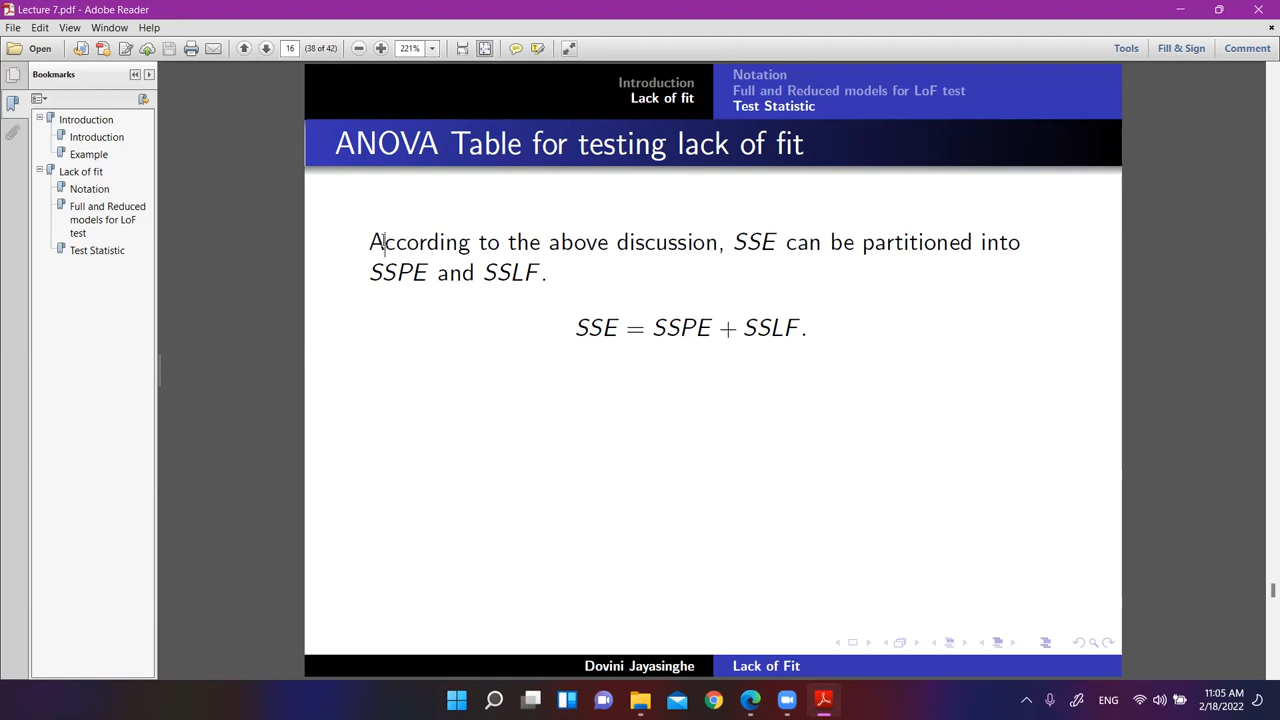 Lecture 7.pdf - Adobe Reader
File Edit View Window Help
Open 16 (38 of 42) 221% Tools Fill & Sign Comment
Bookmarks
Introduction
Introduction
Example
Lack of fit
Notation
Full and Reduced
models for LoF
test
Test Statistic
Introduction
Lack of fit
Notation
Full and Reduced models for LoF test
Test Statistic
ANOVA Table for testing lack of fit
According to the above discussion, SSE can be partitioned into
SSPE and SSLF.
SSE = SSPE + SSLF.
Dovini Jayasinghe Lack of Fit
ENG 11:05 AM
2/18/2022